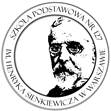 SZKOŁA PODSTAWOWA NR 127
IM. HENRYKA SIENKIEWICZA W WARSZAWIE